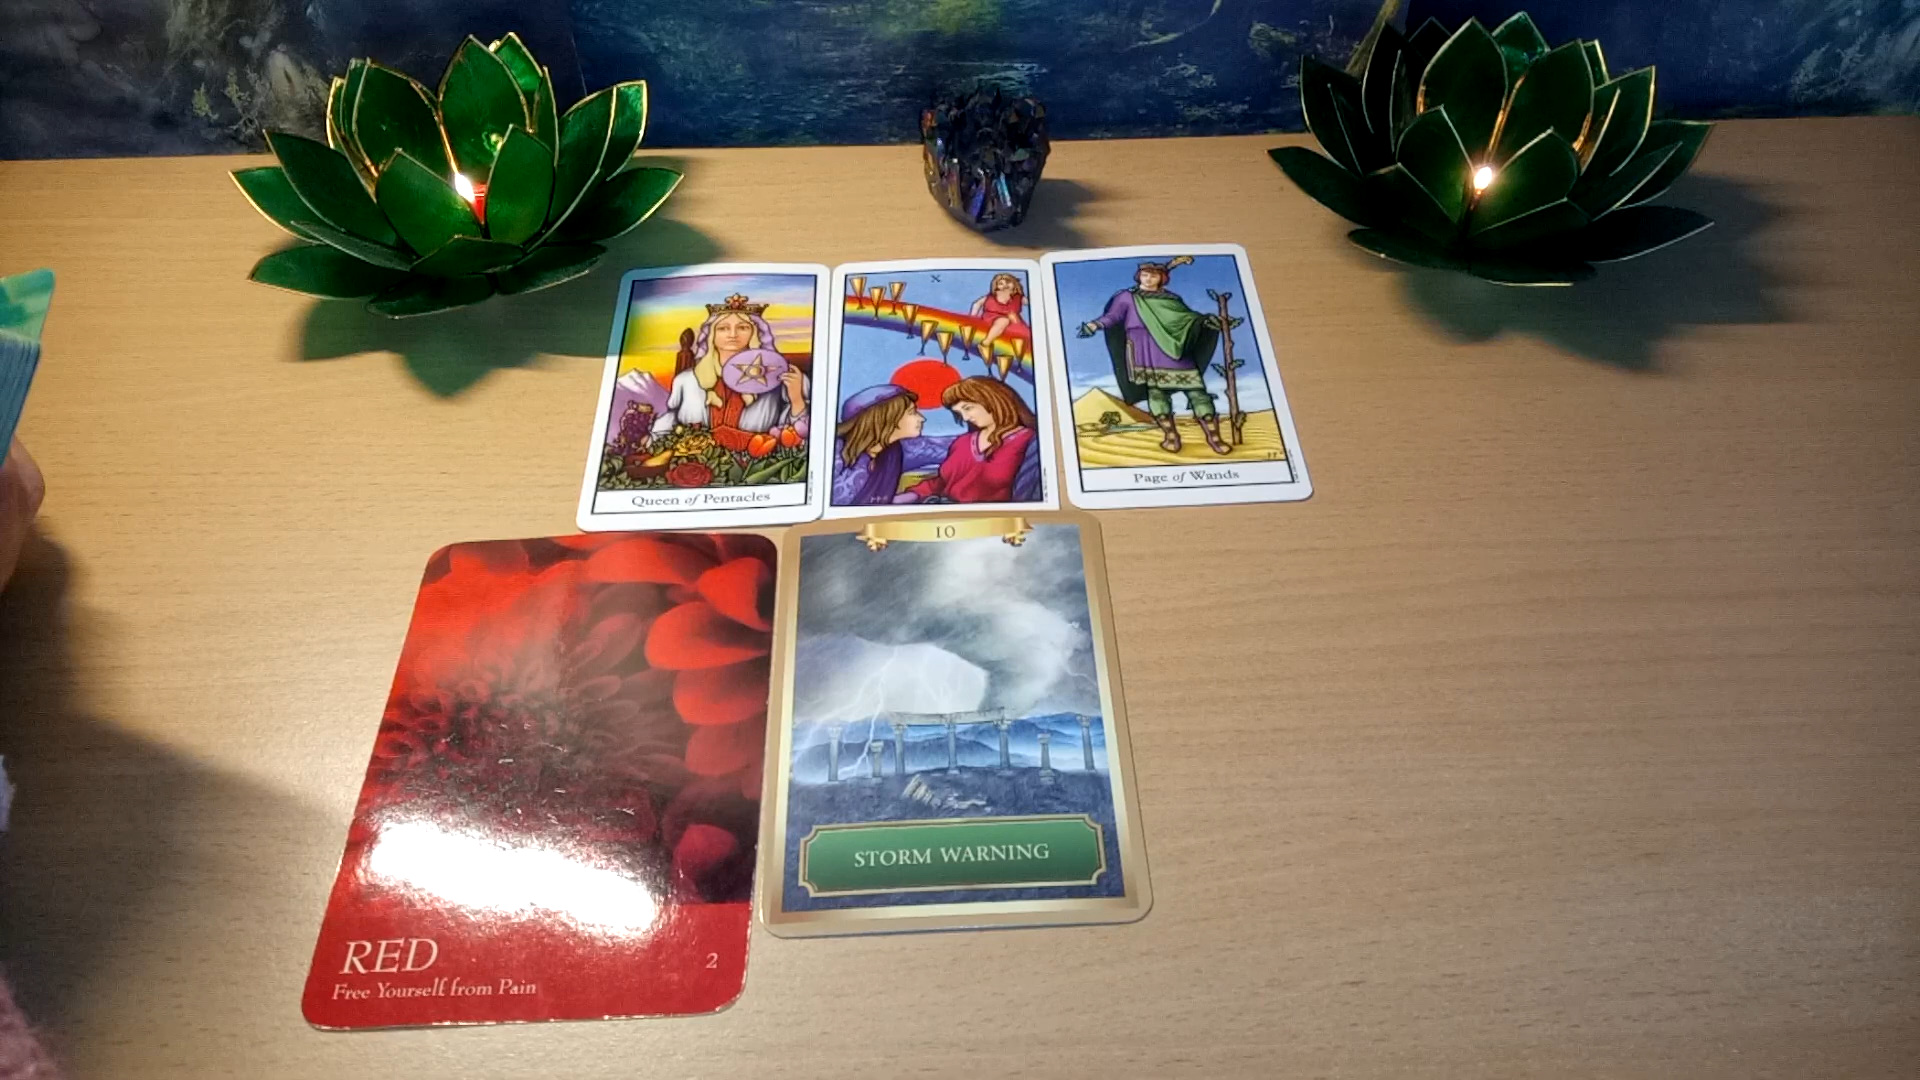 X
Queen of Pentacles
Page of Wands
10
STORM WARNING
RED
2
Free Yourself from Pain